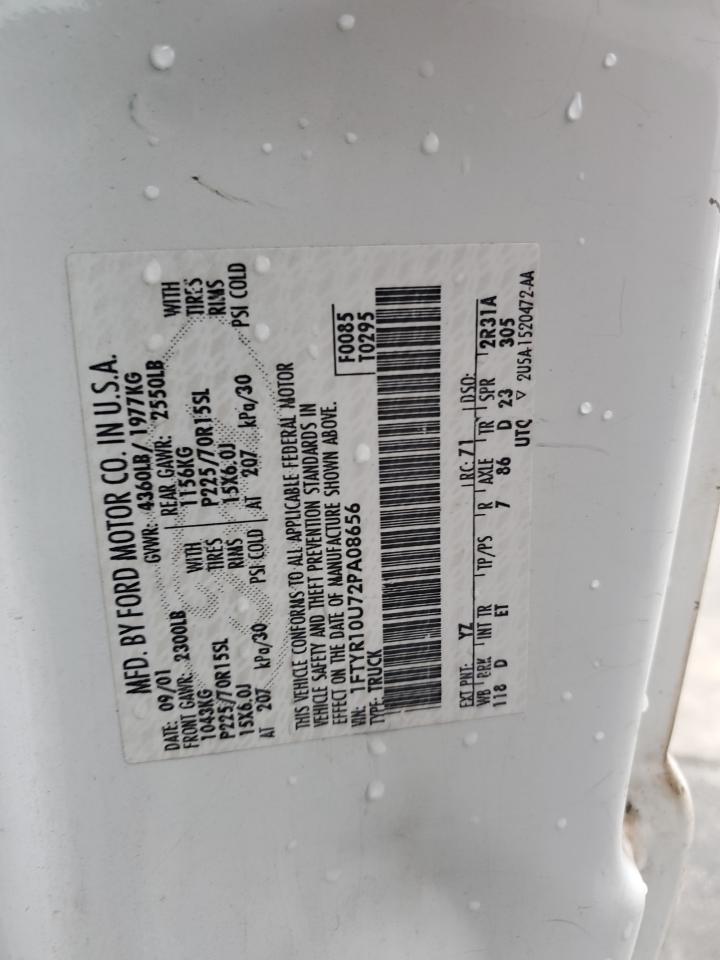 MFD. BY FORD MOTOR CO. IN U.S.A.
DATE: 09/01 GVWR: 4360LB/ 1977KG
FRONT GAWR: 2300LB REAR GAWR: 2550LB
1043KG WITH 1156KG WITH
P225/70R15SL TIRES P225/70R15SL TIRES
15X6.0J RIMS 15X6.0J RIMS
AT 207 kPa/30 PSI COLD AT 207 kPa/30 PSI COLD
THIS VEHICLE CONFORMS TO ALL APPLICABLE FEDERAL MOTOR
VEHICLE SAFETY AND THEFT PREVENTION STANDARDS IN
EFFECT ON THE DATE OF MANUFACTURE SHOWN ABOVE.
VIN: 1FTYR10U72PA08656 F0085
TYPE: TRUCK T0295
EXT PNT: YZ RC: 71 DSO:
WB BRK INT TR TP/PS R AXLE TR SPR 2R31A
118 D ET 7 86 D 23 305
UTC ▽ 2U5A-1520472-AA